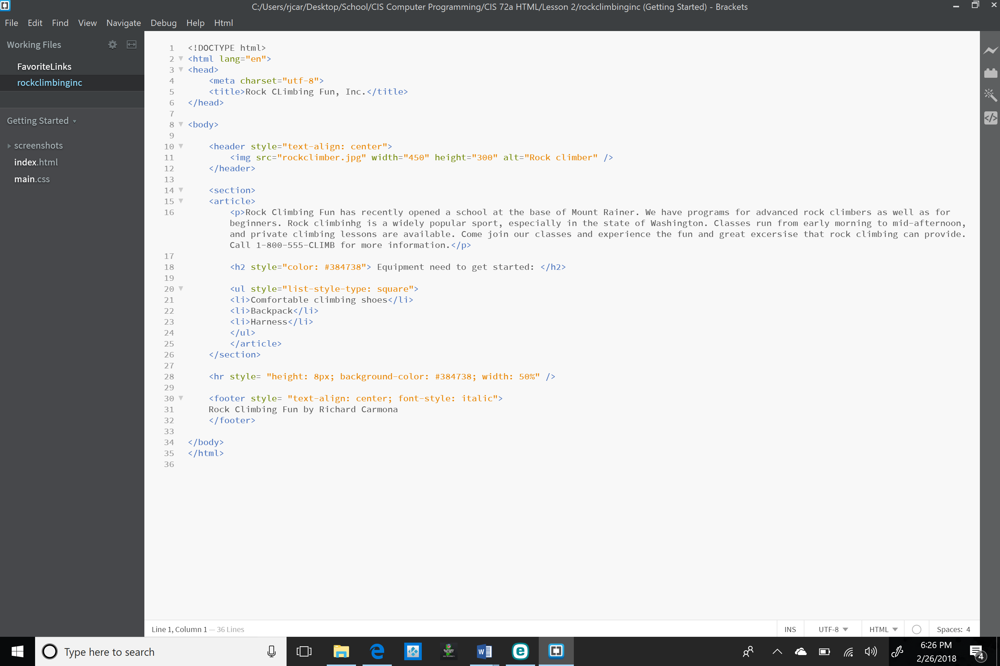 C:/Users/rjcar/Desktop/School/CIS Computer Programming/CIS 72a HTML/Lesson 2/rockclimbinginc (Getting Started) - Brackets
File Edit Find View Navigate Debug Help Html
Working Files
FavoriteLinks
rockclimbinginc
Getting Started
screenshots
index.html
main.css
1 <!DOCTYPE html>
2 <html lang="en">
3 <head>
4 <meta charset="utf-8">
5 <title>Rock CLimbing Fun, Inc.</title>
6 </head>
7
8 <body>
9
10 <header style="text-align: center">
11 <img src="rockclimber.jpg" width="450" height="300" alt="Rock climber" />
12 </header>
13
14 <section>
15 <article>
16 <p>Rock Climbing Fun has recently opened a school at the base of Mount Rainer. We have programs for advanced rock climbers as well as for
beginners. Rock climbinhg is a widely popular sport, especially in the state of Washington. Classes run from early morning to mid-afternoon,
and private climbing lessons are available. Come join our classes and experience the fun and great excersise that rock climbing can provide.
Call 1-800-555-CLIMB for more information.</p>
17
18 <h2 style="color: #384738"> Equipment need to get started: </h2>
19
20 <ul style="list-style-type: square">
21 <li>Comfortable climbing shoes</li>
22 <li>Backpack</li>
23 <li>Harness</li>
24 </ul>
25 </article>
26 </section>
27
28 <hr style= "height: 8px; background-color: #384738; width: 50%" />
29
30 <footer style= "text-align: center; font-style: italic">
31 Rock Climbing Fun by Richard Carmona
32 </footer>
33
34 </body>
35 </html>
36
Line 1, Column 1 — 36 Lines
INS UTF-8 HTML Spaces: 4
Type here to search
6:26 PM
2/26/2018
4